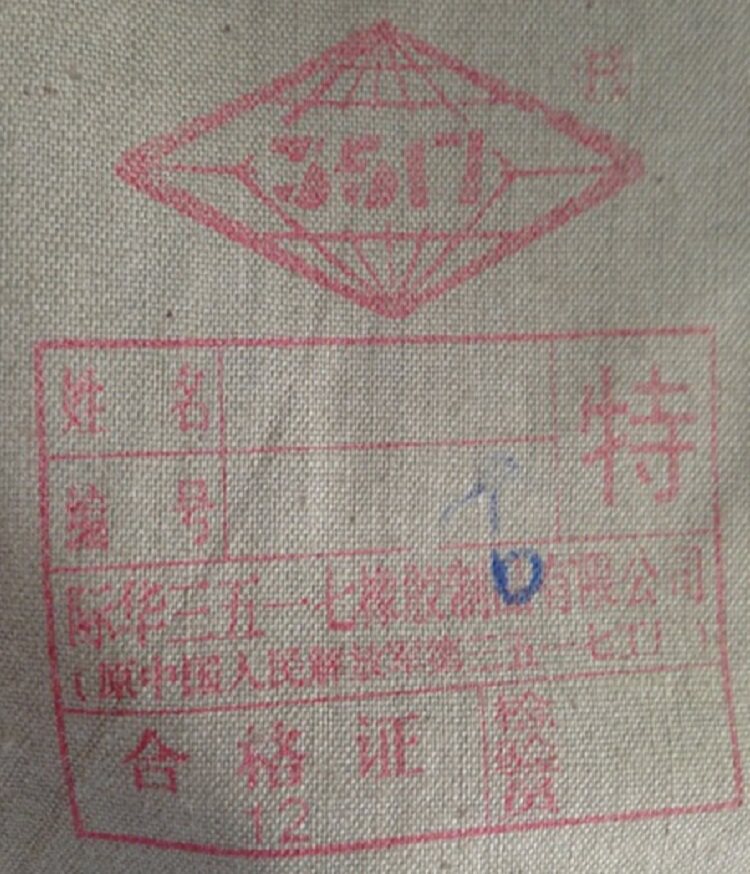 3517
姓名
特
编号
际华三五一七橡胶制品有限公司
(原中国人民解放军第三五一七工厂)
合格证
检验员
12